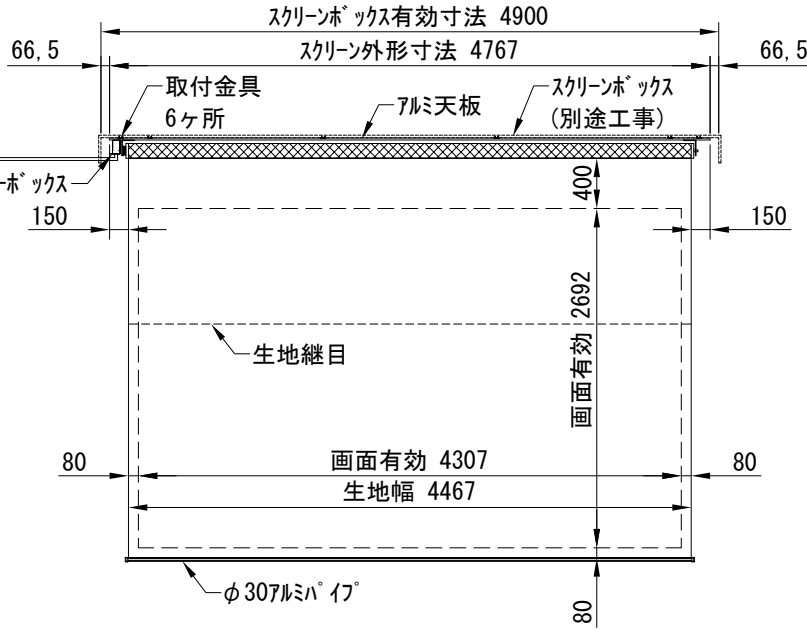 スクリーンボックス有効寸法 4900
66,5
スクリーン外形寸法 4767
66,5
取付金具
6ヶ所
アルミ天板
スクリーンボックス
(別途工事)
ーンボックス
150
400
150
画面有効 2692
生地継目
80
画面有効 4307
80
生地幅 4467
φ30アルミパイプ
80